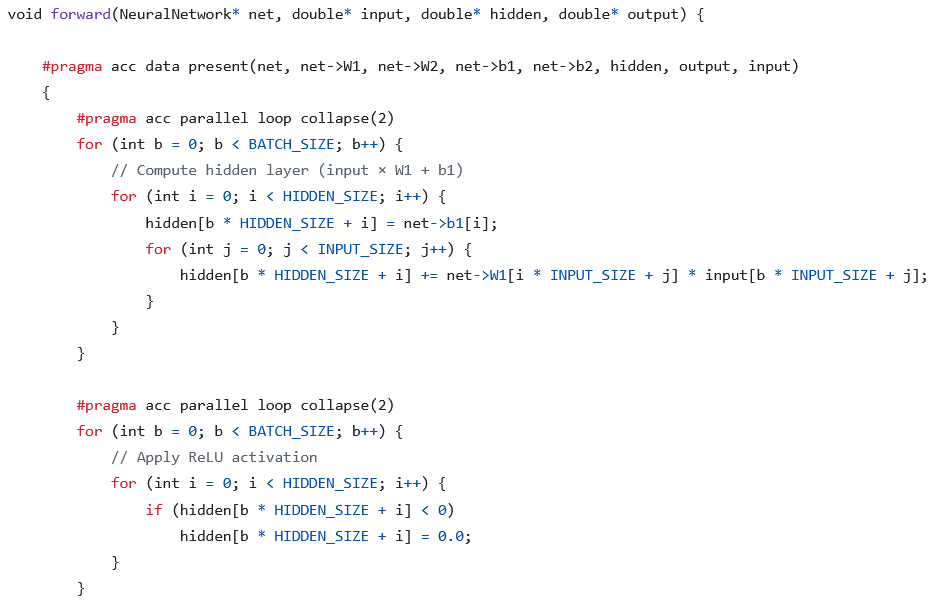 void forward(NeuralNetwork* net, double* input, double* hidden, double* output) {
#pragma acc data present(net, net->W1, net->W2, net->b1, net->b2, hidden, output, input)
{
#pragma acc parallel loop collapse(2)
for (int b = 0; b < BATCH_SIZE; b++) {
// Compute hidden layer (input × W1 + b1)
for (int i = 0; i < HIDDEN_SIZE; i++) {
hidden[b * HIDDEN_SIZE + i] = net->b1[i];
for (int j = 0; j < INPUT_SIZE; j++) {
hidden[b * HIDDEN_SIZE + i] += net->W1[i * INPUT_SIZE + j] * input[b * INPUT_SIZE + j];
}
}
}
#pragma acc parallel loop collapse(2)
for (int b = 0; b < BATCH_SIZE; b++) {
// Apply ReLU activation
for (int i = 0; i < HIDDEN_SIZE; i++) {
if (hidden[b * HIDDEN_SIZE + i] < 0)
hidden[b * HIDDEN_SIZE + i] = 0.0;
}
}